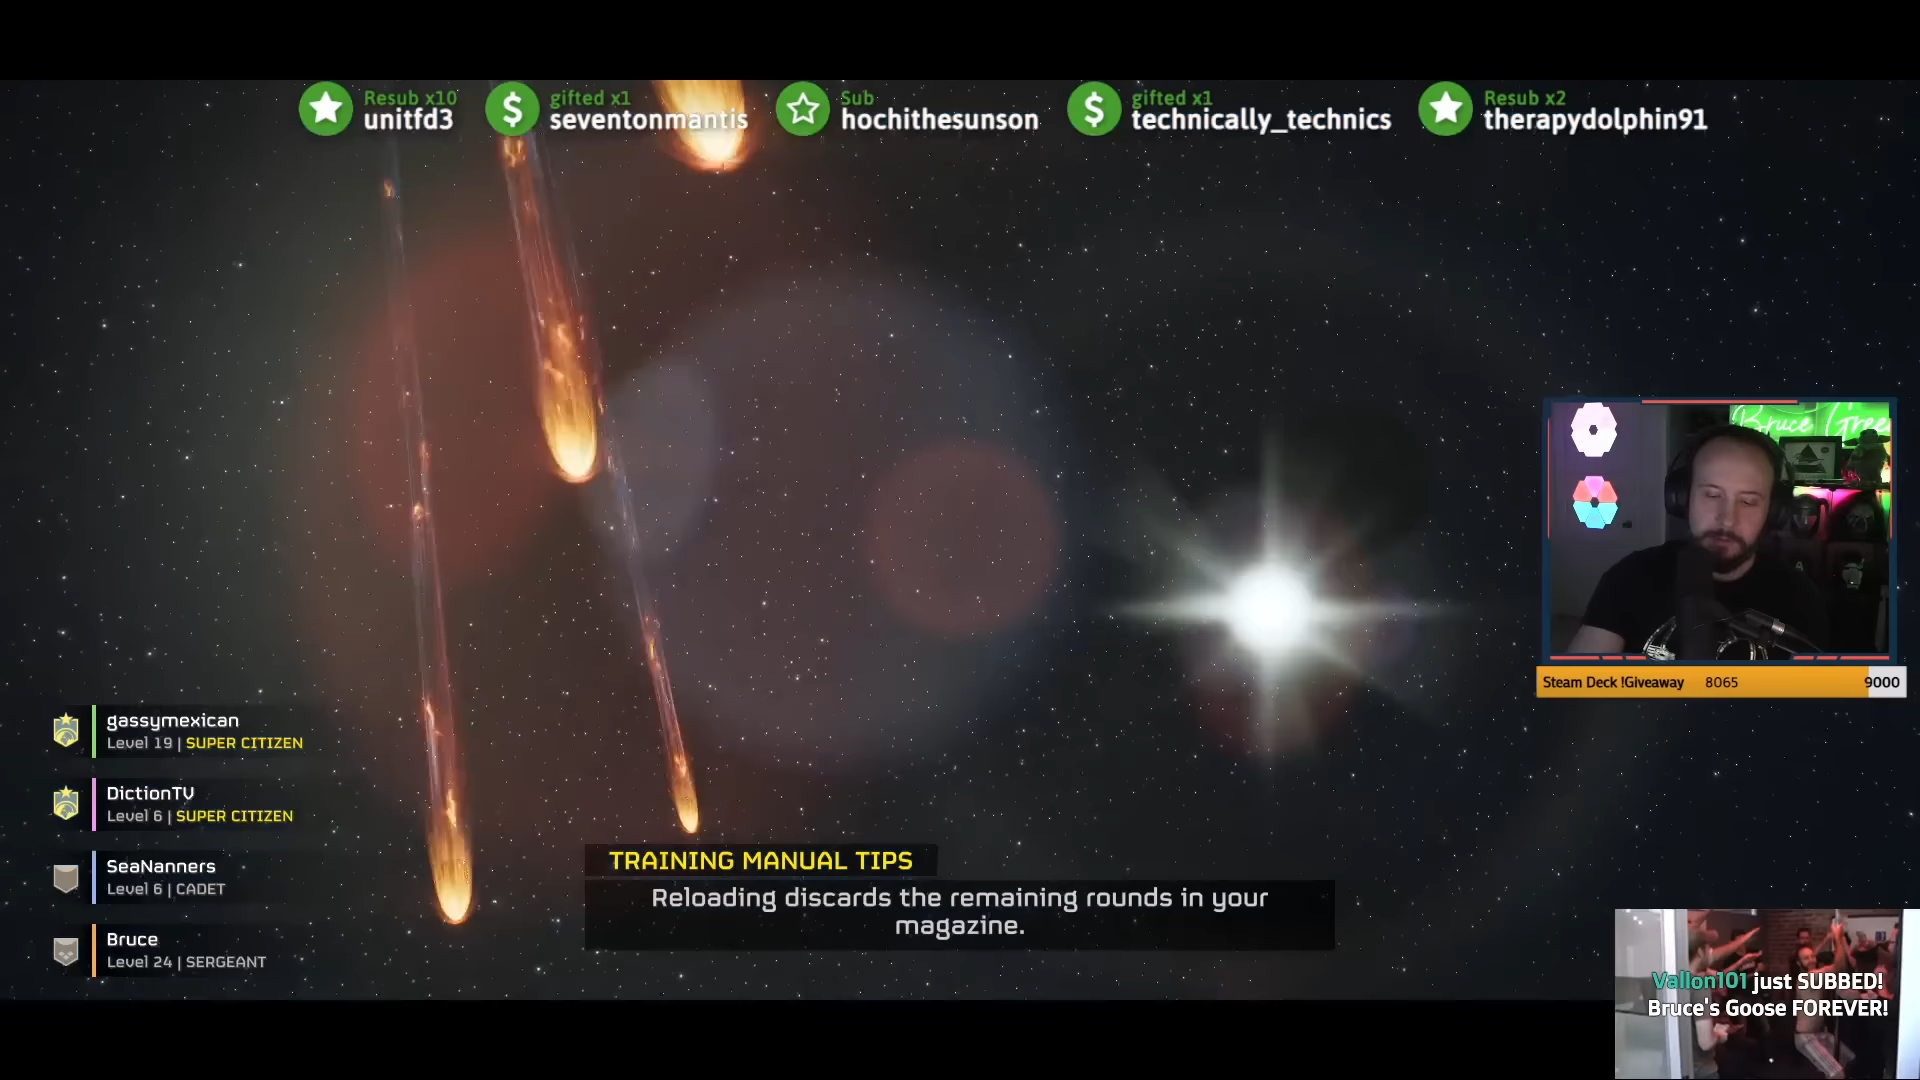 Resub x10
unitfd3
gifted x1
seventonmantis
Sub
hochithesunson
gifted x1
technically_technics
Resub x2
therapydolphin91
Bruce Gree
Steam Deck !Giveaway 8065 9000
gassymexican
Level 19 | SUPER CITIZEN
DictionTV
Level 6 | SUPER CITIZEN
SeaNanners
Level 6 | CADET
Bruce
Level 24 | SERGEANT
TRAINING MANUAL TIPS
Reloading discards the remaining rounds in your
magazine.
Vallon101 just SUBBED!
Bruce's Goose FOREVER!